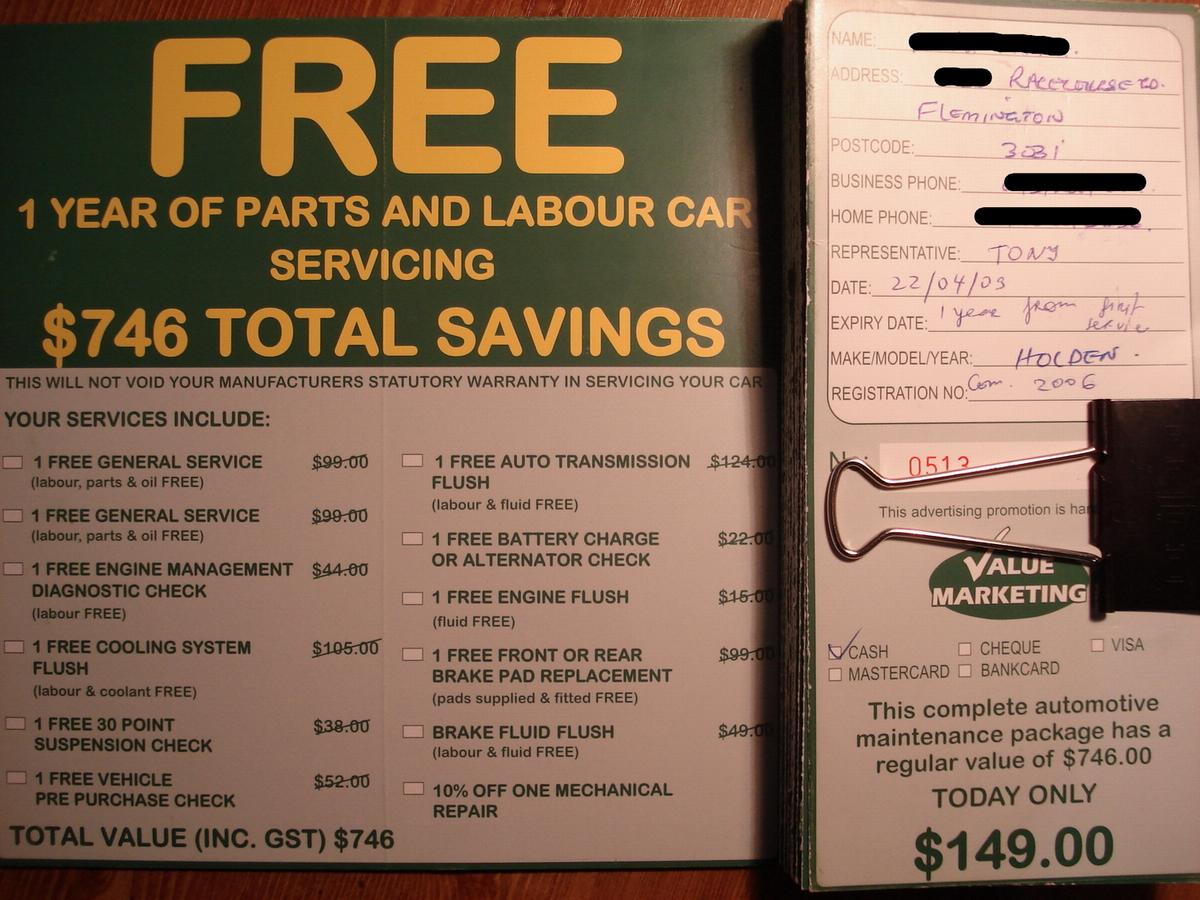 FREE
1 YEAR OF PARTS AND LABOUR CAR
SERVICING
$746 TOTAL SAVINGS
THIS WILL NOT VOID YOUR MANUFACTURERS STATUTORY WARRANTY IN SERVICING YOUR CAR
YOUR SERVICES INCLUDE:
1 FREE GENERAL SERVICE $99.00
(labour, parts & oil FREE)
1 FREE GENERAL SERVICE $99.00
(labour, parts & oil FREE)
1 FREE ENGINE MANAGEMENT $44.00
DIAGNOSTIC CHECK
(labour FREE)
1 FREE COOLING SYSTEM $105.00
FLUSH
(labour & coolant FREE)
1 FREE 30 POINT $38.00
SUSPENSION CHECK
1 FREE VEHICLE $52.00
PRE PURCHASE CHECK
TOTAL VALUE (INC. GST) $746
1 FREE AUTO TRANSMISSION $124.00
FLUSH
(labour & fluid FREE)
1 FREE BATTERY CHARGE $22.00
OR ALTERNATOR CHECK
1 FREE ENGINE FLUSH $15.00
(fluid FREE)
1 FREE FRONT OR REAR $99.00
BRAKE PAD REPLACEMENT
(pads supplied & fitted FREE)
BRAKE FLUID FLUSH $49.00
(labour & fluid FREE)
10% OFF ONE MECHANICAL
REPAIR
NAME:
ADDRESS: RACECOURSE RD.
FLEMINGTON
POSTCODE: 3031
BUSINESS PHONE:
HOME PHONE:
REPRESENTATIVE: TONY
DATE: 22/04/09
EXPIRY DATE: 1 year from first
service
MAKE/MODEL/YEAR: HOLDEN.
REGISTRATION NO: Com. 2006
0513
This advertising promotion is
VALUE
MARKETING
CASH CHEQUE VISA
MASTERCARD BANKCARD
This complete automotive
maintenance package has a
regular value of $746.00
TODAY ONLY
$149.00